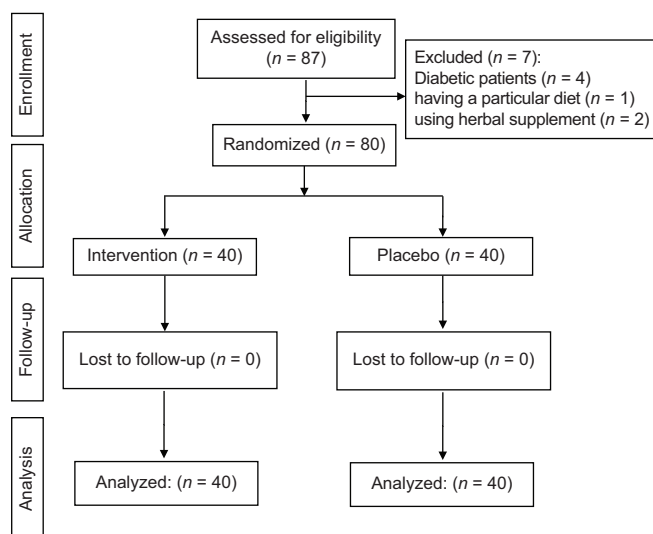 Enrollment
Assessed for eligibility
(n = 87)
Excluded (n = 7):
Diabetic patients (n = 4)
having a particular diet (n = 1)
using herbal supplement (n = 2)
Randomized (n = 80)
Allocation
Intervention (n = 40)
Placebo (n = 40)
Follow-up
Lost to follow-up (n = 0)
Lost to follow-up (n = 0)
Analysis
Analyzed: (n = 40)
Analyzed: (n = 40)